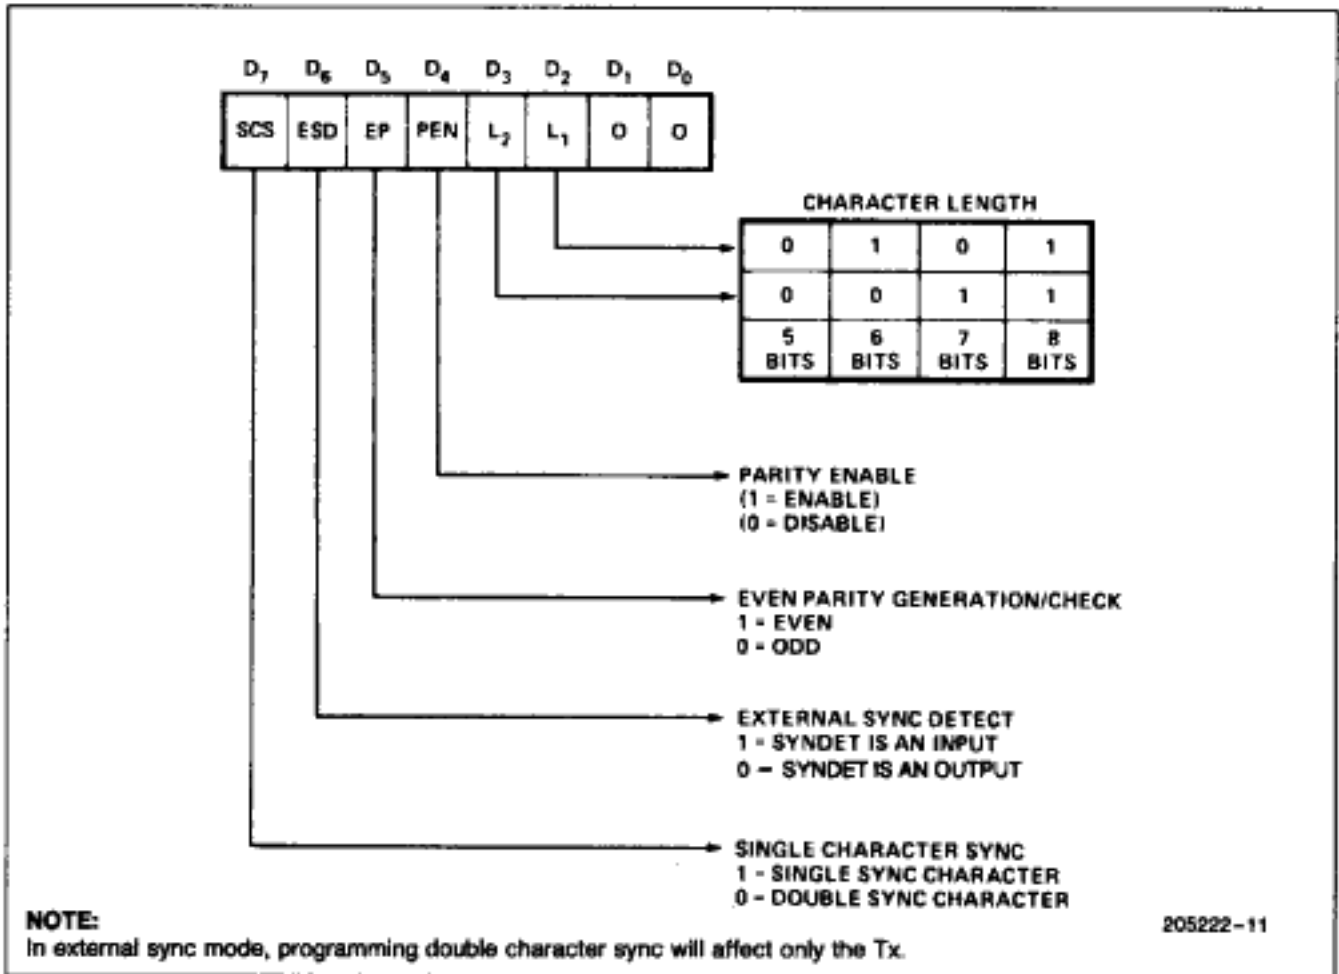 D7 D6 D5 D4 D3 D2 D1 D0
SCS ESD EP PEN L2 L1 0 0
CHARACTER LENGTH
0 1 0 1
0 0 1 1
5 6 7 8
BITS BITS BITS BITS
PARITY ENABLE
(1 = ENABLE)
(0 = DISABLE)
EVEN PARITY GENERATION/CHECK
1 = EVEN
0 = ODD
EXTERNAL SYNC DETECT
1 = SYNDET IS AN INPUT
0 — SYNDET IS AN OUTPUT
SINGLE CHARACTER SYNC
1 - SINGLE SYNC CHARACTER
0 - DOUBLE SYNC CHARACTER
NOTE:
205222-11
In external sync mode, programming double character sync will affect only the Tx.